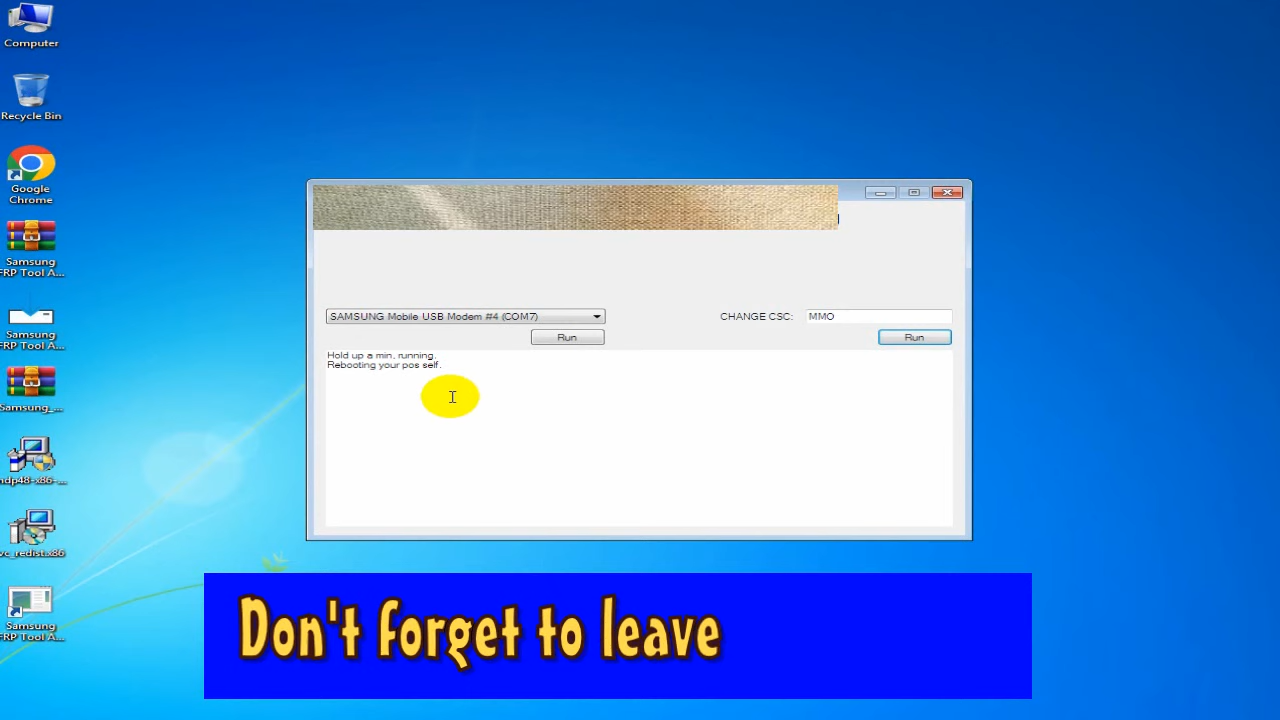 Computer
Recycle Bin
Google
Chrome
Samsung
FRP Tool A...
Samsung
FRP Tool A...
Samsung_...
ndp48-x86-...
vc_redist.x86
Samsung
FRP Tool A...
SAMSUNG Mobile USB Modem #4 (COM7)
CHANGE CSC:
MMO
Run
Run
Hold up a min, running.
Rebooting your pos self.
Don't forget to leave